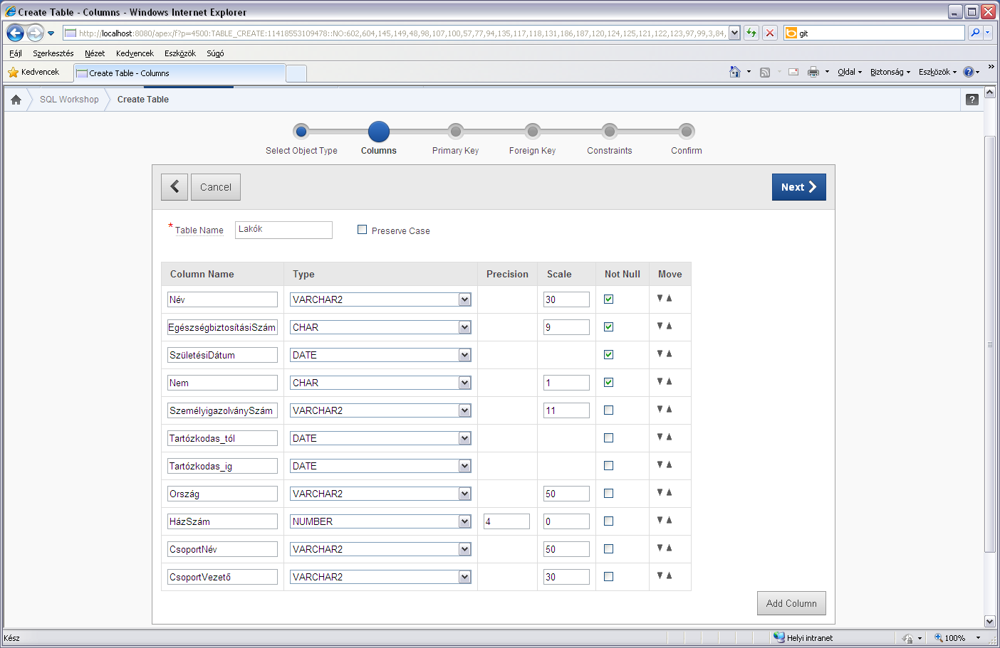 Create Table - Columns - Windows Internet Explorer
http://localhost:8080/apex/f?p=4500:TABLE_CREATE:11418553109478::NO:602,604,145,149,48,98,107,100,57,77,94,135,117,118,131,186,187,120,124,125,121,122,123,97,99,3,84,
git
Fájl Szerkesztés Nézet Kedvencek Eszközök Súgó
Kedvencek Create Table - Columns Oldal Biztonság Eszközök »
SQL Workshop Create Table ?
Select Object Type Columns Primary Key Foreign Key Constraints Confirm
Cancel Next
* Table Name Lakók Preserve Case
Column Name Type Precision Scale Not Null Move
Név VARCHAR2 30
EgészségbiztosításiSzám CHAR 9
SzületésiDátum DATE
Nem CHAR 1
SzemélyigazolványSzám VARCHAR2 11
Tartózkodas_tól DATE
Tartózkodas_ig DATE
Ország VARCHAR2 50
HázSzám NUMBER 4 0
CsoportNév VARCHAR2 50
CsoportVezető VARCHAR2 30
Add Column
Kész Helyi intranet 100%